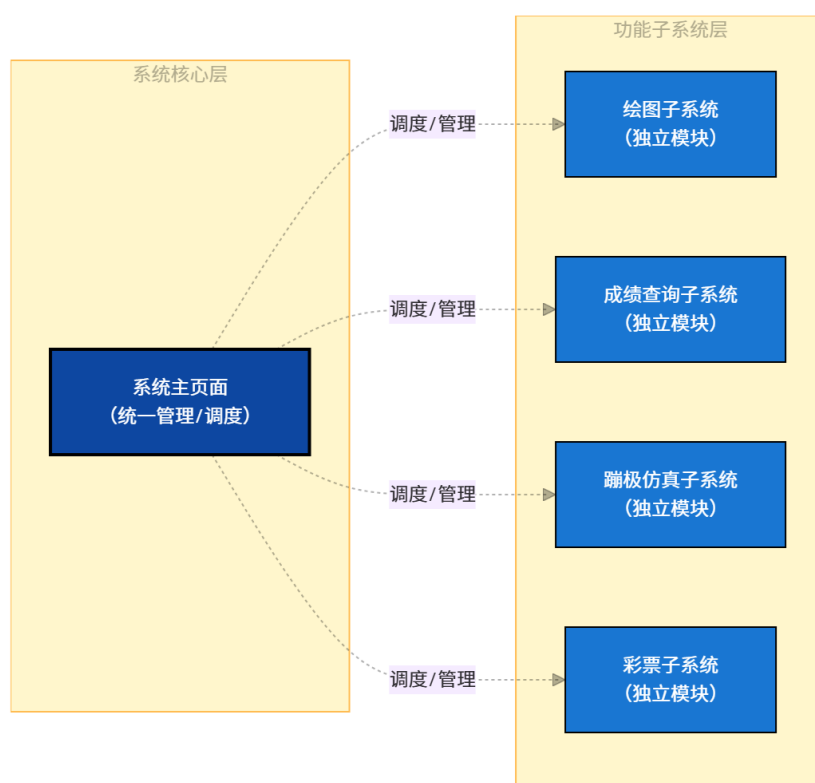 系统核心层
系统主页面
（统一管理/调度）
调度/管理
调度/管理
调度/管理
调度/管理
功能子系统层
绘图子系统
（独立模块）
成绩查询子系统
（独立模块）
蹦极仿真子系统
（独立模块）
彩票子系统
（独立模块）